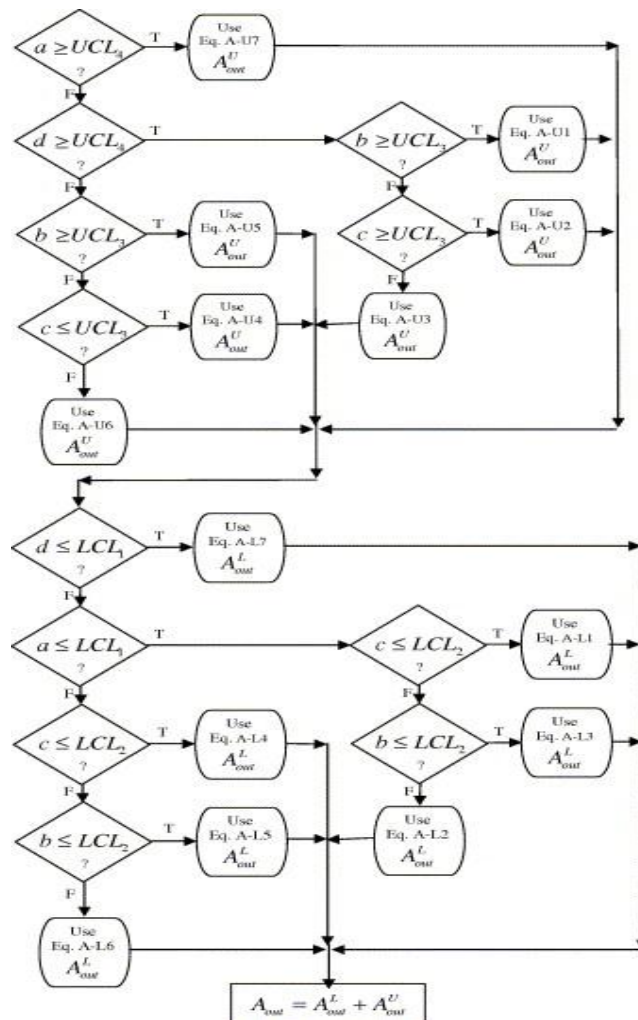 a ≥ UCL₄
?
T
Use
Eq. A-U7
A^U_out
F
d ≥ UCL₄
?
T
b ≥ UCL₃
?
T
Use
Eq. A-U1
A^U_out
F
F
b ≥ UCL₃
?
T
Use
Eq. A-U5
A^U_out
c ≥ UCL₃
?
T
Use
Eq. A-U2
A^U_out
F
F
c ≤ UCL₃
?
T
Use
Eq. A-U4
A^U_out
Use
Eq. A-U3
A^U_out
F
Use
Eq. A-U6
A^U_out
d ≤ LCL₁
?
T
Use
Eq. A-L7
A^L_out
F
a ≤ LCL₁
?
T
c ≤ LCL₂
?
T
Use
Eq. A-L1
A^L_out
F
F
c ≤ LCL₂
?
T
Use
Eq. A-L4
A^L_out
b ≤ LCL₂
?
T
Use
Eq. A-L3
A^L_out
F
F
b ≤ LCL₂
?
T
Use
Eq. A-L5
A^L_out
Use
Eq. A-L2
A^L_out
F
Use
Eq. A-L6
A^L_out
A_out = A^L_out + A^U_out